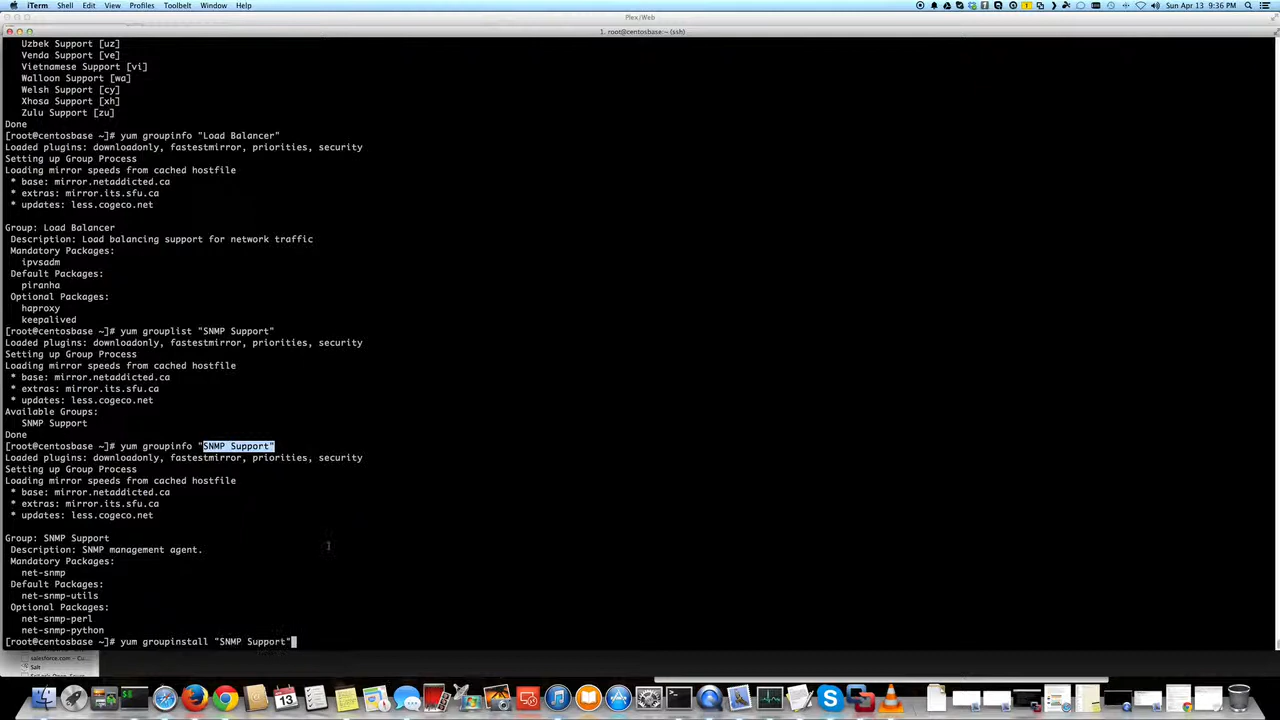 iTerm Shell Edit View Profiles Toolbelt Window Help
Sun Apr 13 9:36 PM
Plex/Web
1. root@centosbase:~ (ssh)
Uzbek Support [uz]
Venda Support [ve]
Vietnamese Support [vi]
Walloon Support [wa]
Welsh Support [cy]
Xhosa Support [xh]
Zulu Support [zu]
Done
[root@centosbase ~]# yum groupinfo "Load Balancer"
Loaded plugins: downloadonly, fastestmirror, priorities, security
Setting up Group Process
Loading mirror speeds from cached hostfile
* base: mirror.netaddicted.ca
* extras: mirror.its.sfu.ca
* updates: less.cogeco.net
Group: Load Balancer
Description: Load balancing support for network traffic
Mandatory Packages:
ipvsadm
Default Packages:
piranha
Optional Packages:
haproxy
keepalived
[root@centosbase ~]# yum grouplist "SNMP Support"
Loaded plugins: downloadonly, fastestmirror, priorities, security
Setting up Group Process
Loading mirror speeds from cached hostfile
* base: mirror.netaddicted.ca
* extras: mirror.its.sfu.ca
* updates: less.cogeco.net
Available Groups:
SNMP Support
Done
[root@centosbase ~]# yum groupinfo "SNMP Support"
Loaded plugins: downloadonly, fastestmirror, priorities, security
Setting up Group Process
Loading mirror speeds from cached hostfile
* base: mirror.netaddicted.ca
* extras: mirror.its.sfu.ca
* updates: less.cogeco.net
Group: SNMP Support
Description: SNMP management agent.
Mandatory Packages:
net-snmp
Default Packages:
net-snmp-utils
Optional Packages:
net-snmp-perl
net-snmp-python
[root@centosbase ~]# yum groupinstall "SNMP Support"
salesforce.com - Cu...
Salt